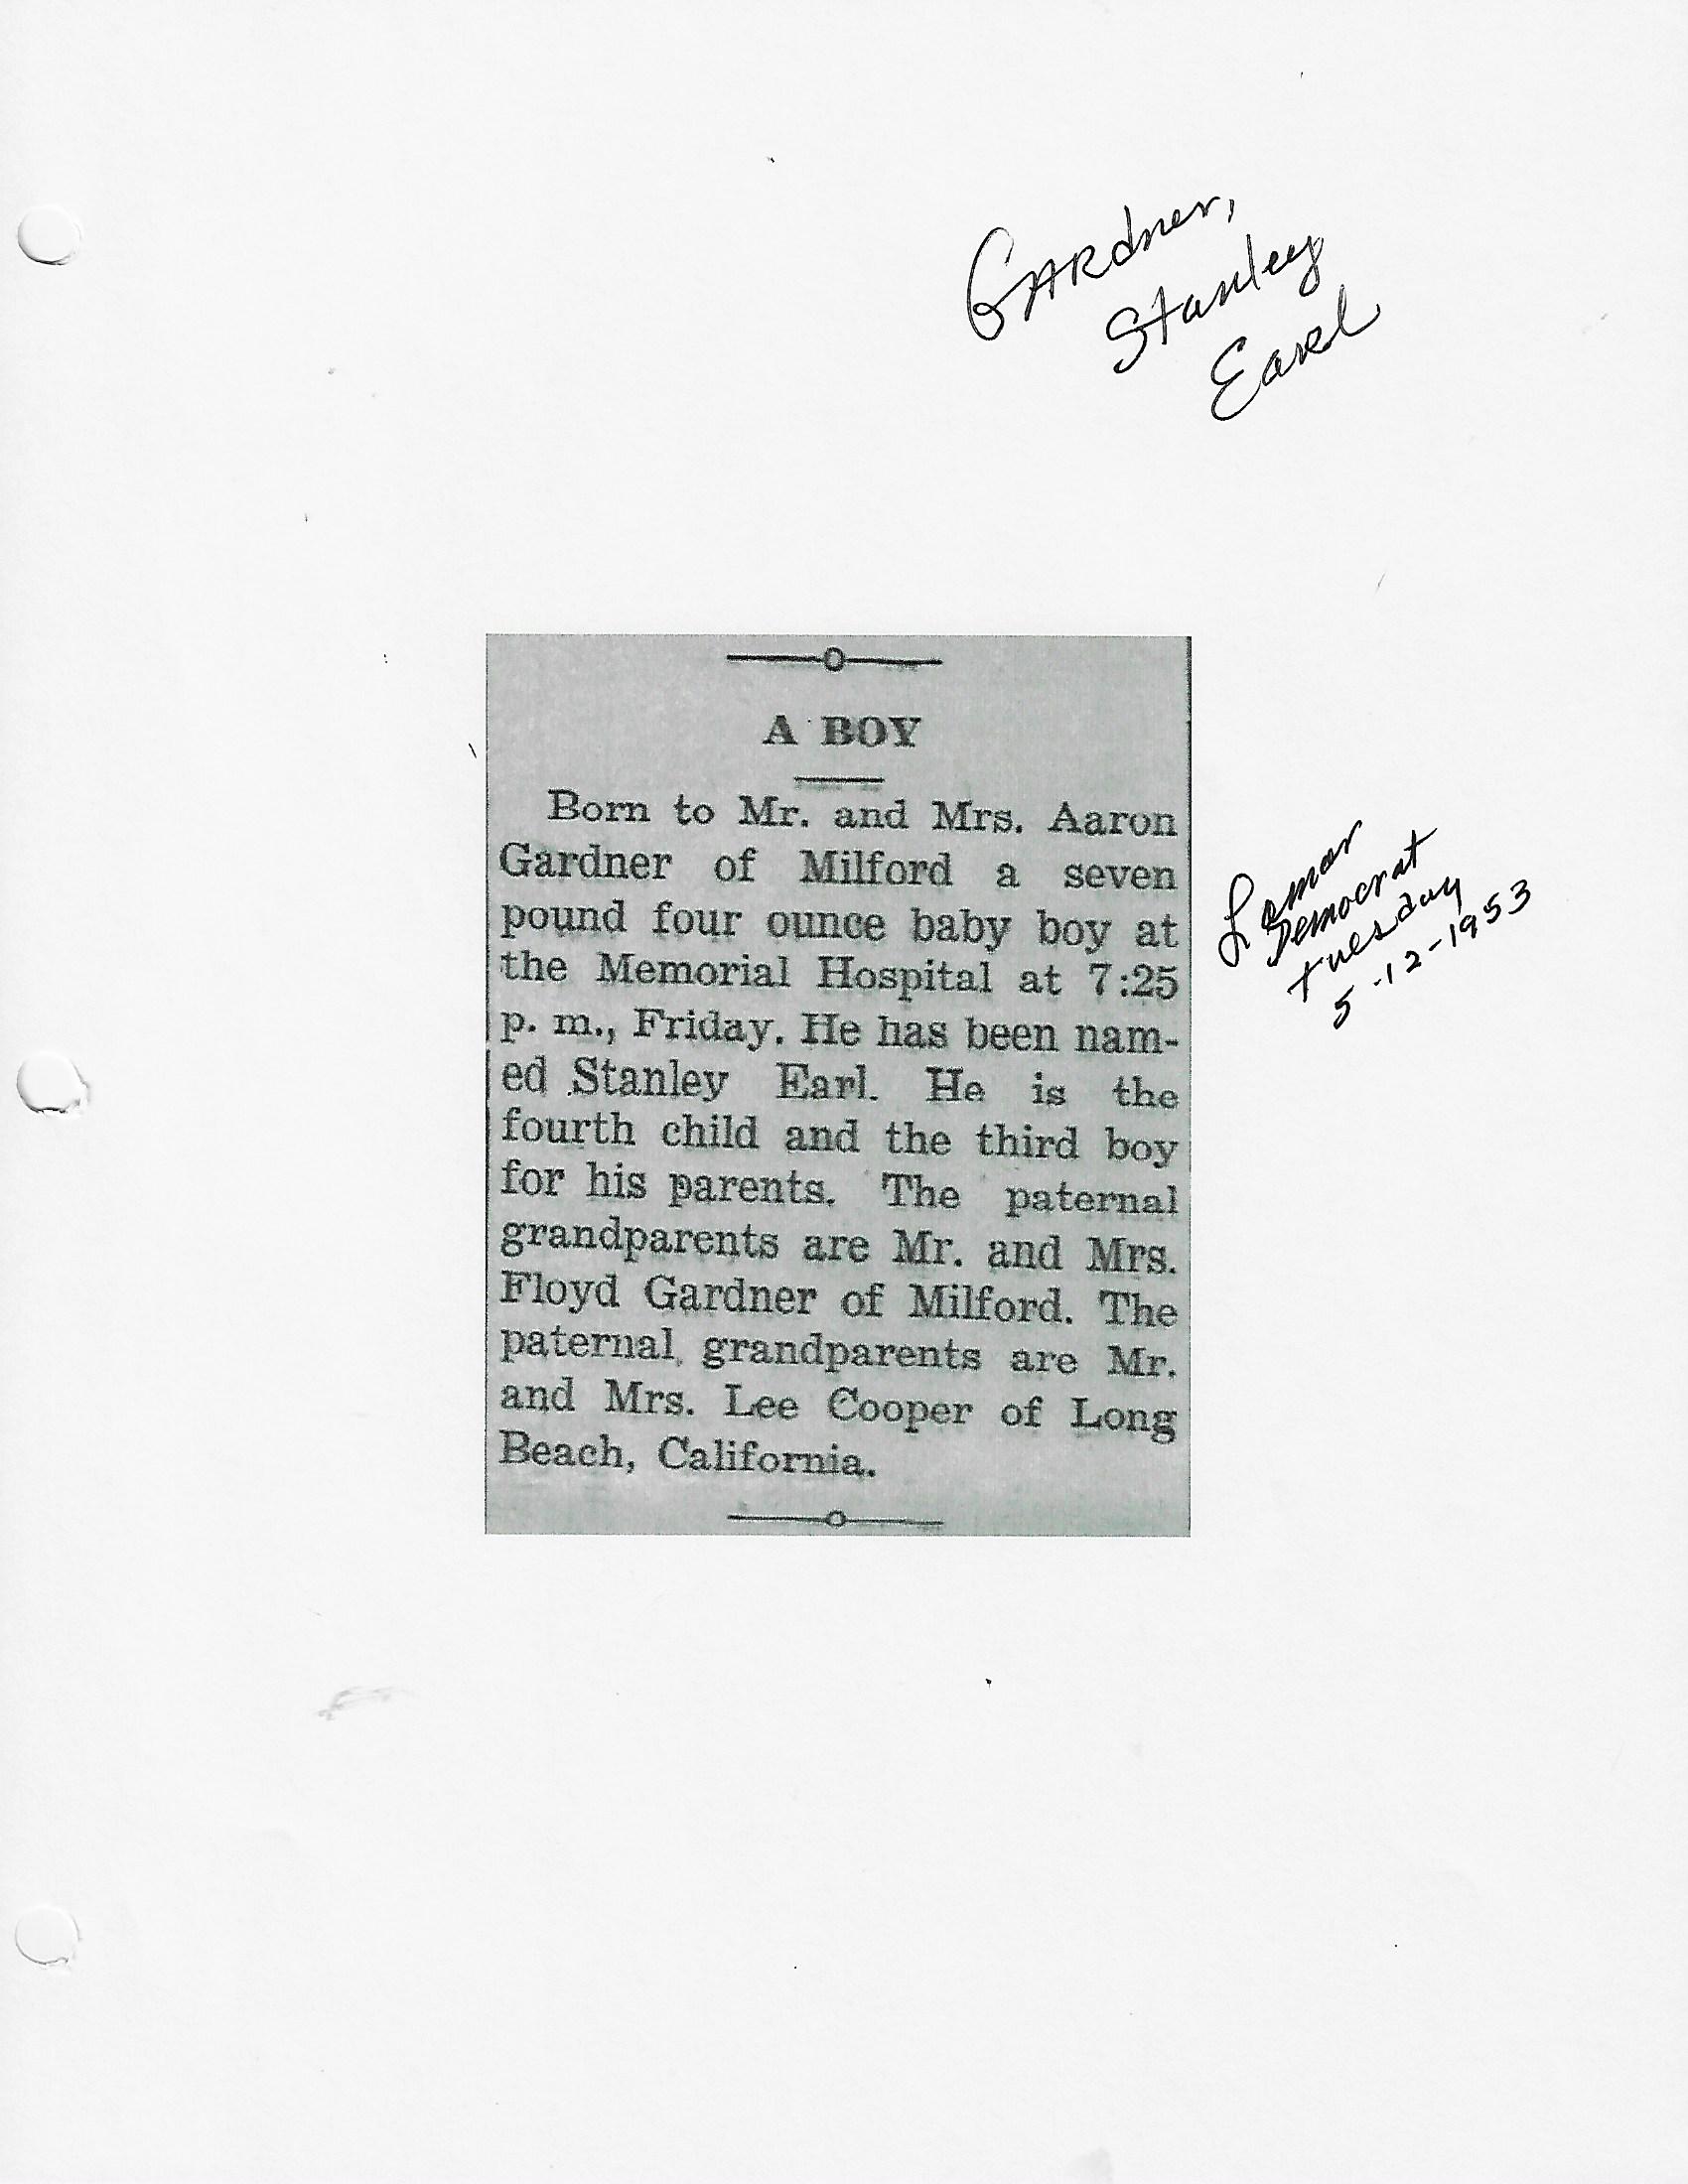 GARdner,
Stanley
Earl
A BOY
Born to Mr. and Mrs. Aaron
Gardner of Milford a seven
pound four ounce baby boy at
the Memorial Hospital at 7:25
p. m., Friday. He has been nam-
ed Stanley Earl. He is the
fourth child and the third boy
for his parents. The paternal
grandparents are Mr. and Mrs.
Floyd Gardner of Milford. The
paternal grandparents are Mr.
and Mrs. Lee Cooper of Long
Beach, California.
Lamar
Democrat
tuesday
5-12-1953